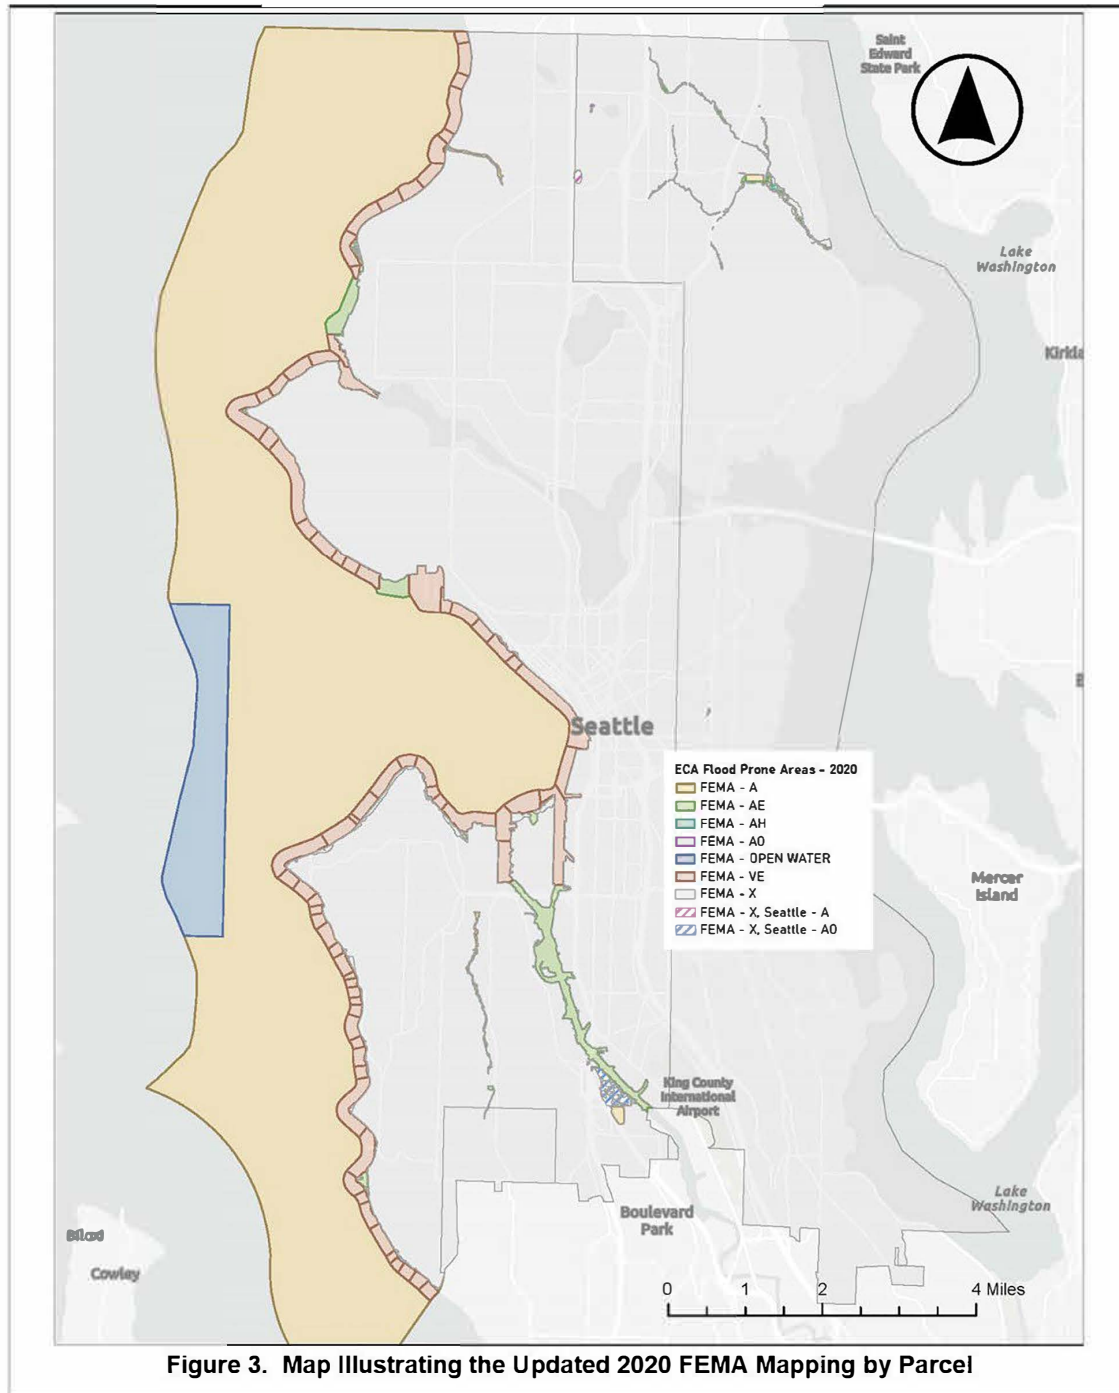 Saint
Edward
State Park
Lake
Washington
Kirkla
Seattle
ECA Flood Prone Areas - 2020
FEMA - A
FEMA - AE
FEMA - AH
FEMA - AO
FEMA - OPEN WATER
FEMA - VE
FEMA - X
FEMA - X, Seattle - A
FEMA - X, Seattle - AO
Mercer
Island
King County
International
Airport
Boulevard
Park
Lake
Washington
Biloxi
Cowley
0 1 2 4 Miles
Figure 3. Map Illustrating the Updated 2020 FEMA Mapping by Parcel